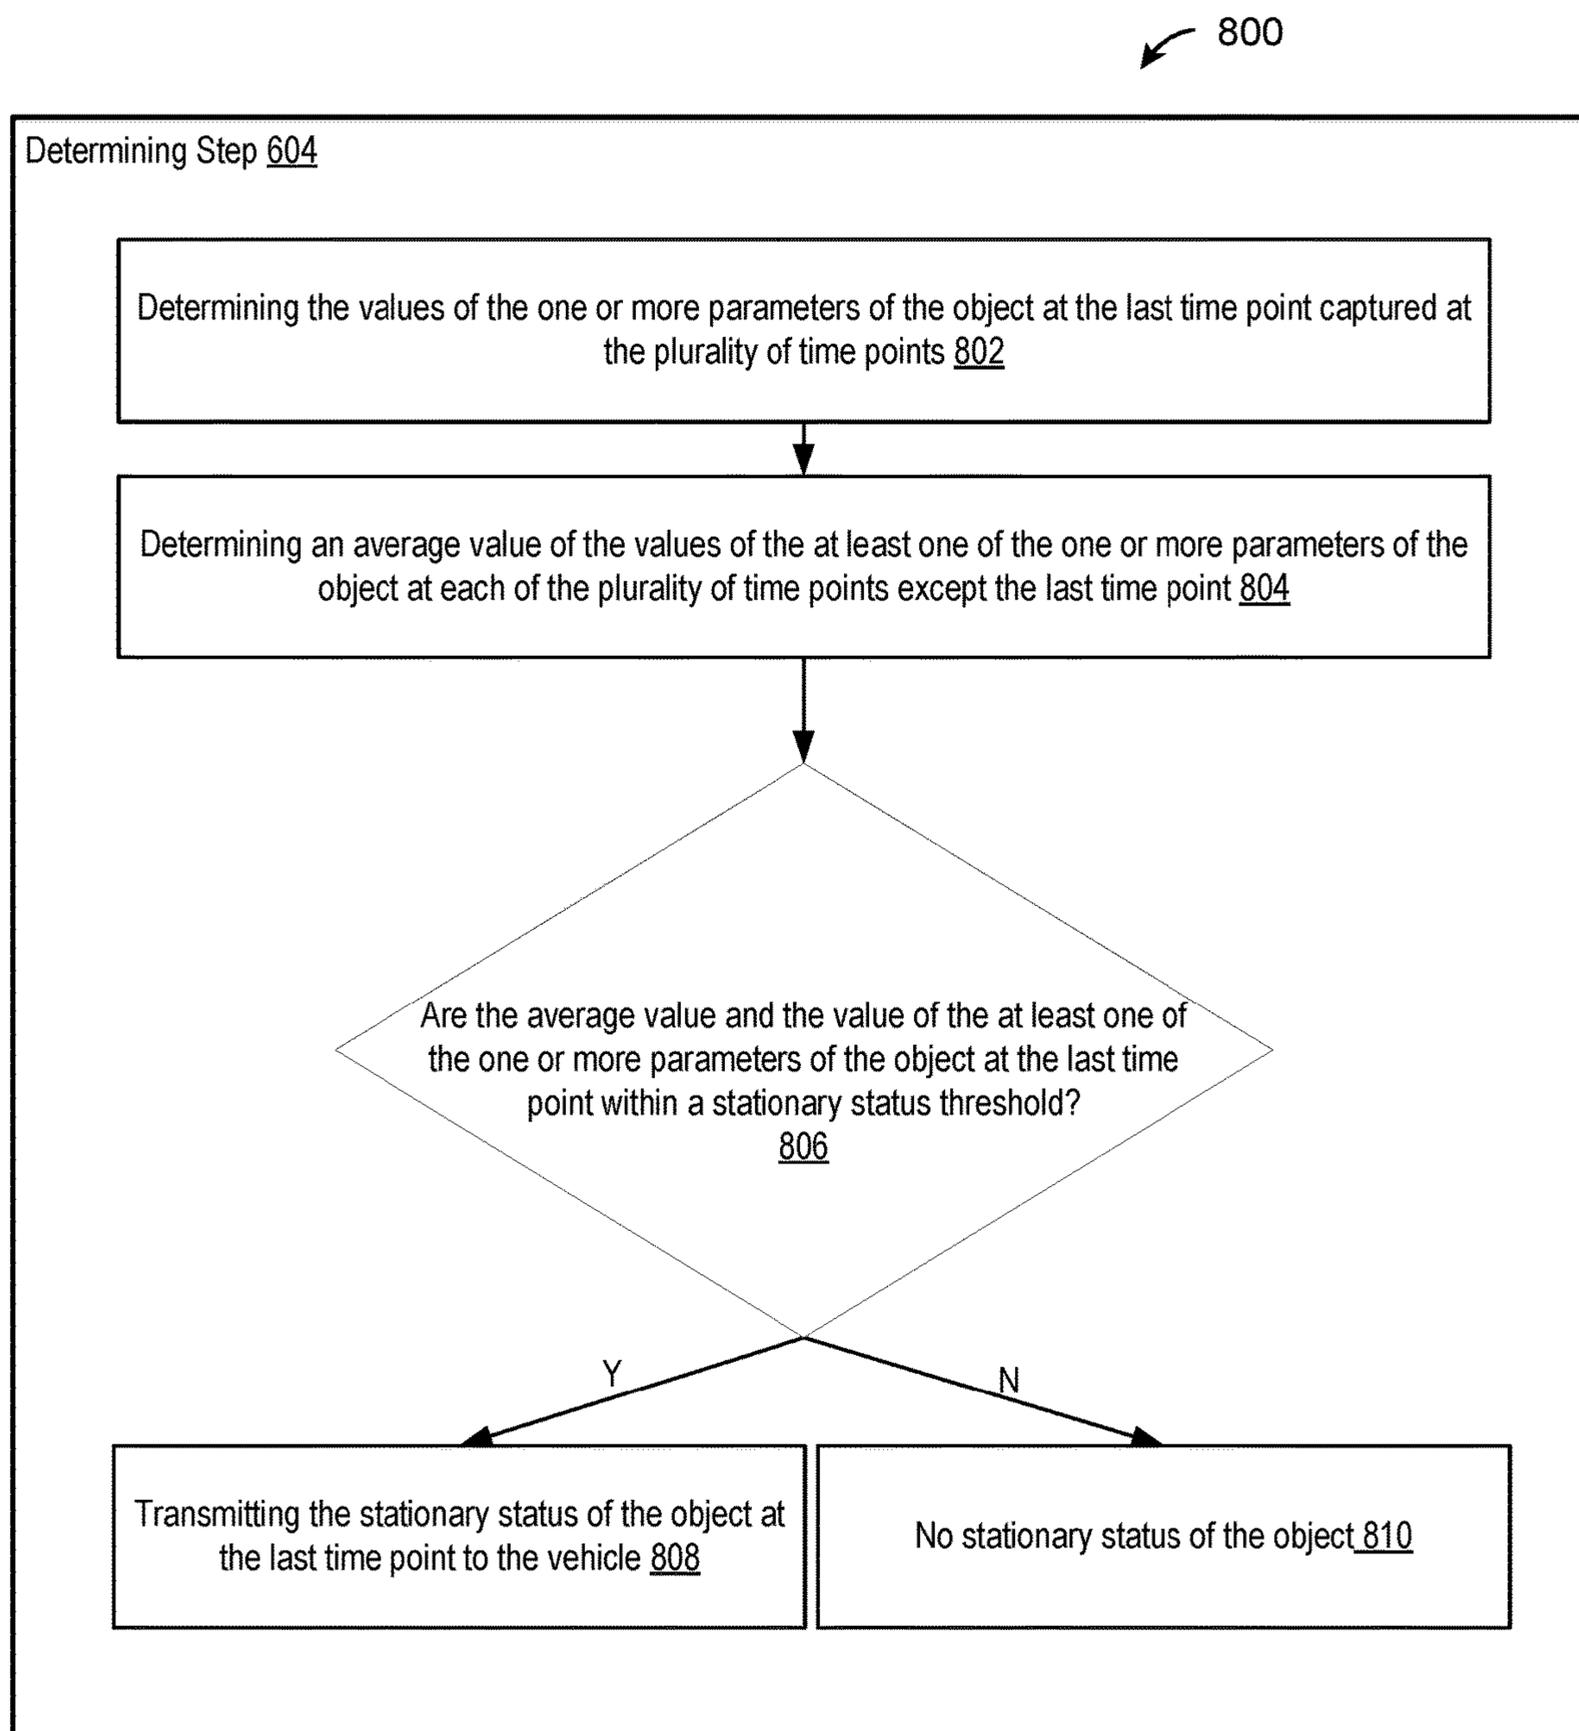 800
Determining Step 604
Determining the values of the one or more parameters of the object at the last time point captured at
the plurality of time points 802
Determining an average value of the values of the at least one of the one or more parameters of the
object at each of the plurality of time points except the last time point 804
Are the average value and the value of the at least one of
the one or more parameters of the object at the last time
point within a stationary status threshold?
806
Y
N
Transmitting the stationary status of the object at
the last time point to the vehicle 808
No stationary status of the object 810